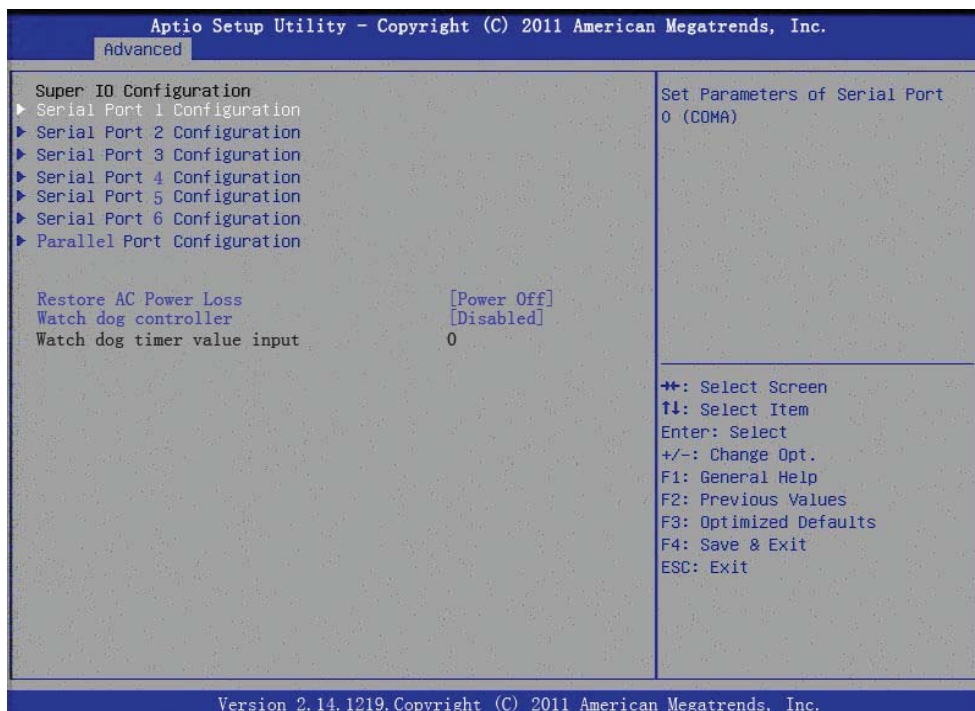 Aptio Setup Utility - Copyright (C) 2011 American Megatrends, Inc.
Advanced
Super IO Configuration
Serial Port 1 Configuration
Serial Port 2 Configuration
Serial Port 3 Configuration
Serial Port 4 Configuration
Serial Port 5 Configuration
Serial Port 6 Configuration
Parallel Port Configuration
Restore AC Power Loss [Power Off]
Watch dog controller [Disabled]
Watch dog timer value input 0
Set Parameters of Serial Port
0 (COMA)
→←: Select Screen
↑↓: Select Item
Enter: Select
+/-: Change Opt.
F1: General Help
F2: Previous Values
F3: Optimized Defaults
F4: Save & Exit
ESC: Exit
Version 2.14.1219.Copyright (C) 2011 American Megatrends, Inc.